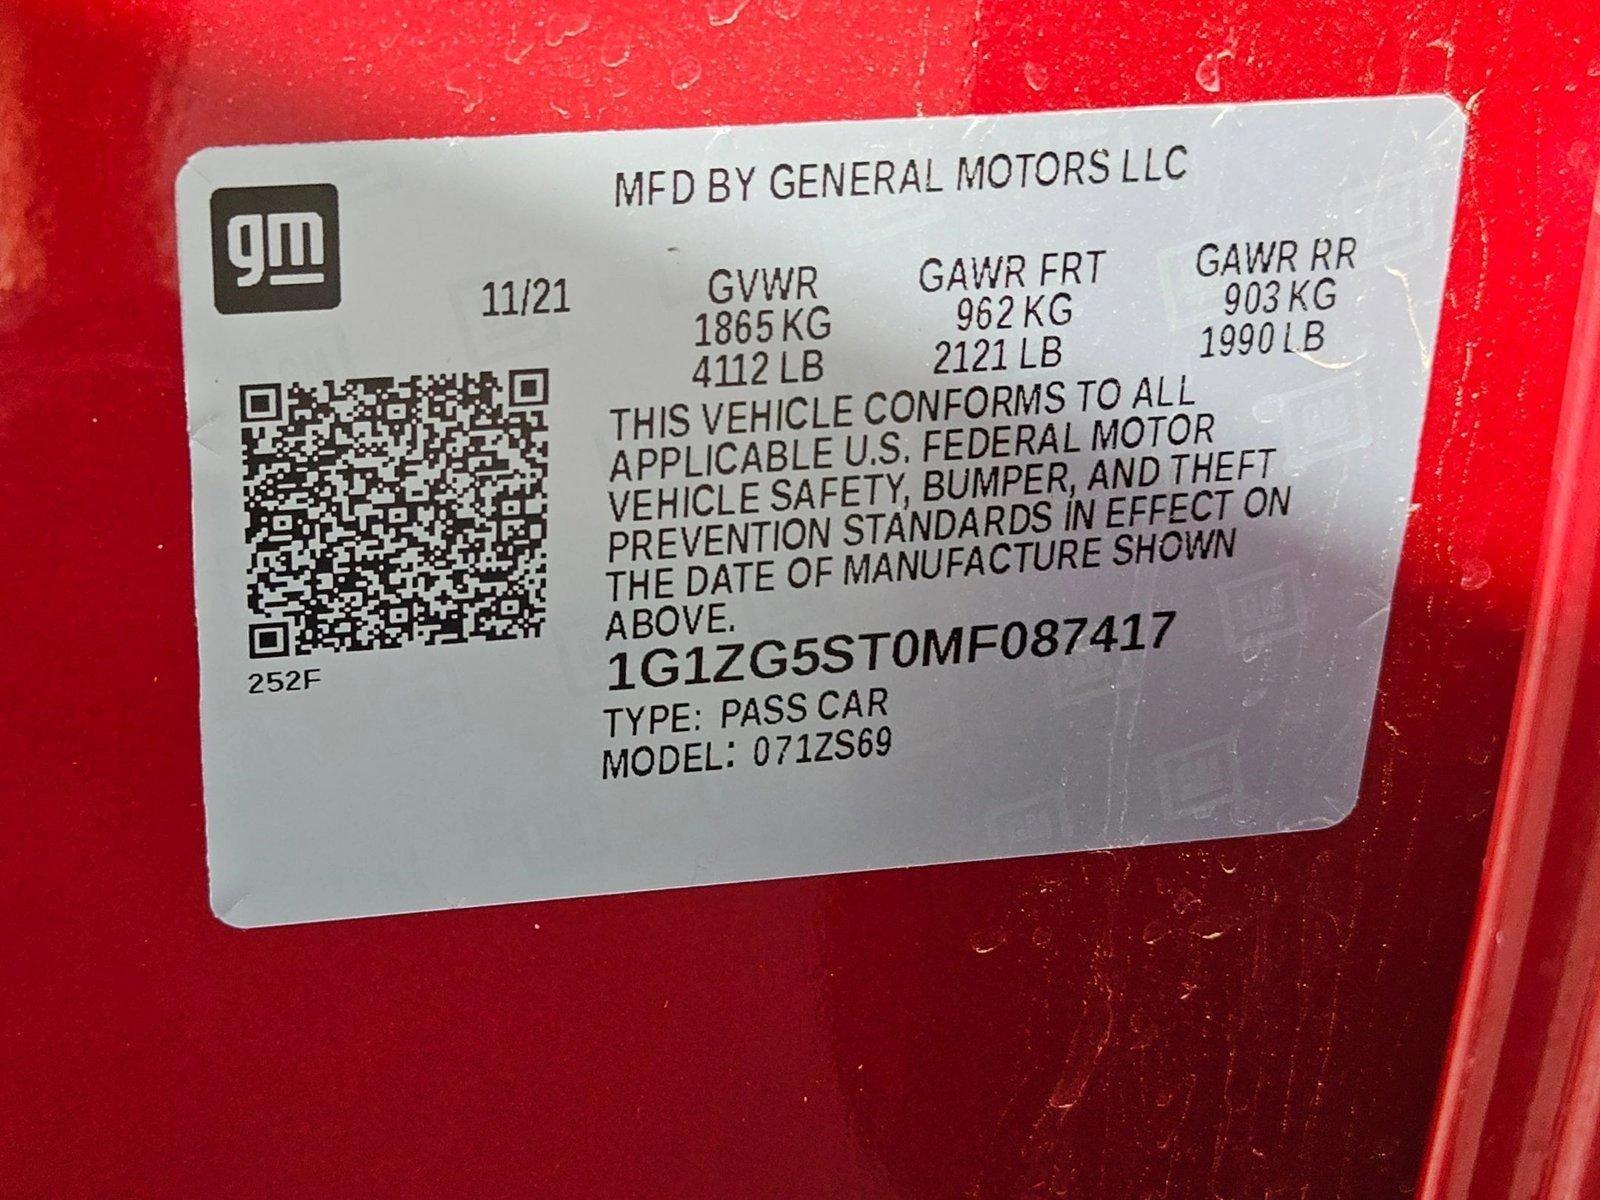 MFD BY GENERAL MOTORS LLC
gm
11/21
GVWR
1865 KG
4112 LB
GAWR FRT
962 KG
2121 LB
GAWR RR
903 KG
1990 LB
THIS VEHICLE CONFORMS TO ALL
APPLICABLE U.S. FEDERAL MOTOR
VEHICLE SAFETY, BUMPER, AND THEFT
PREVENTION STANDARDS IN EFFECT ON
THE DATE OF MANUFACTURE SHOWN
ABOVE.
1G1ZG5ST0MF087417
TYPE: PASS CAR
MODEL: 071ZS69
252F